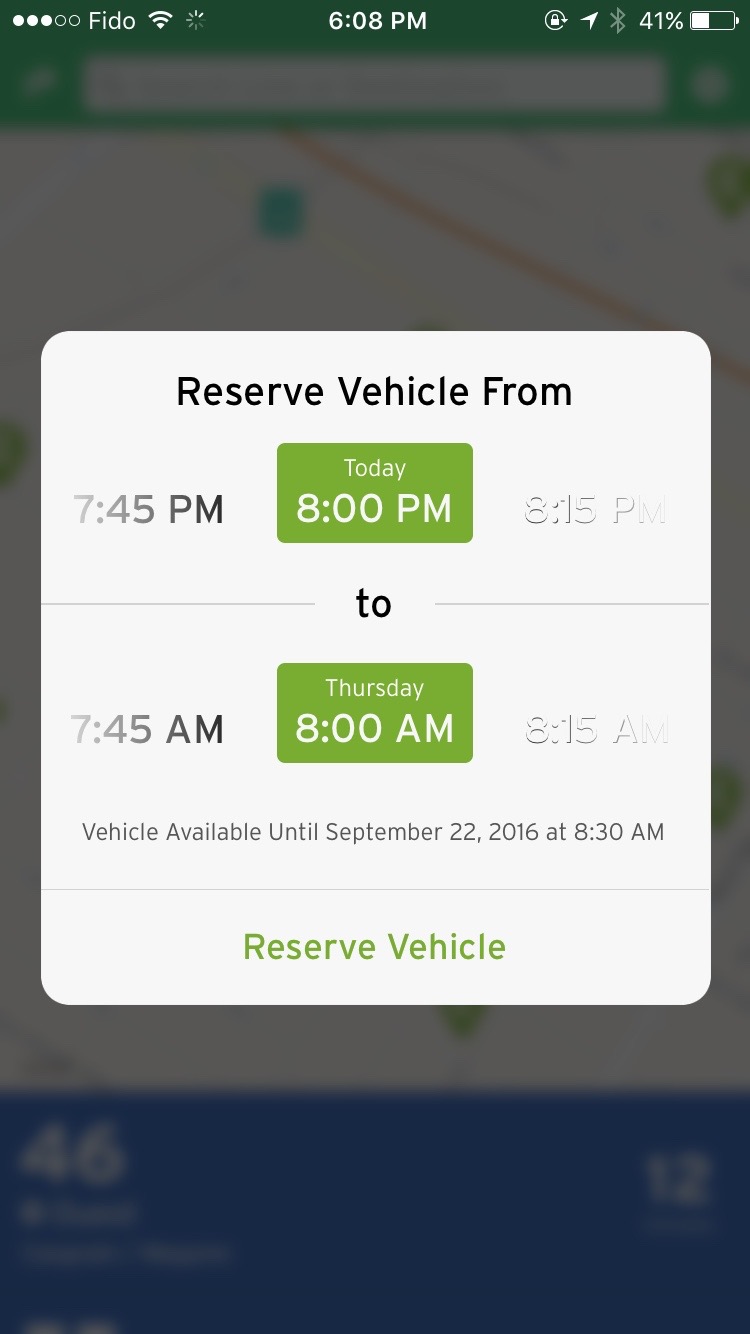 Fido 6:08 PM 41%
Reserve Vehicle From
Today
7:45 PM 8:00 PM 8:15 PM
to
Thursday
7:45 AM 8:00 AM 8:15 AM
Vehicle Available Until September 22, 2016 at 8:30 AM
Reserve Vehicle
46
12